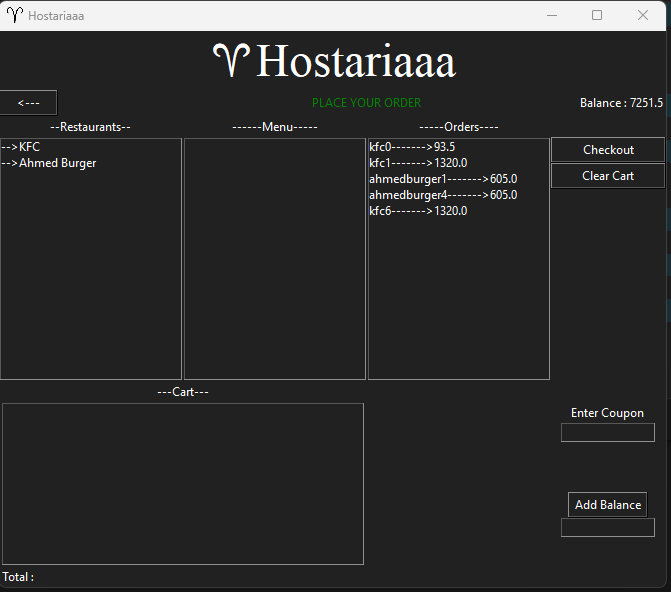 Hostariaaa
♈ Hostariaaa
<---
PLACE YOUR ORDER
Balance : 7251.5
--Restaurants--
------Menu-----
-----Orders----
-->KFC
-->Ahmed Burger
kfc0------->93.5
kfc1------->1320.0
ahmedburger1------->605.0
ahmedburger4------->605.0
kfc6------->1320.0
Checkout
Clear Cart
---Cart---
Enter Coupon
Add Balance
Total :